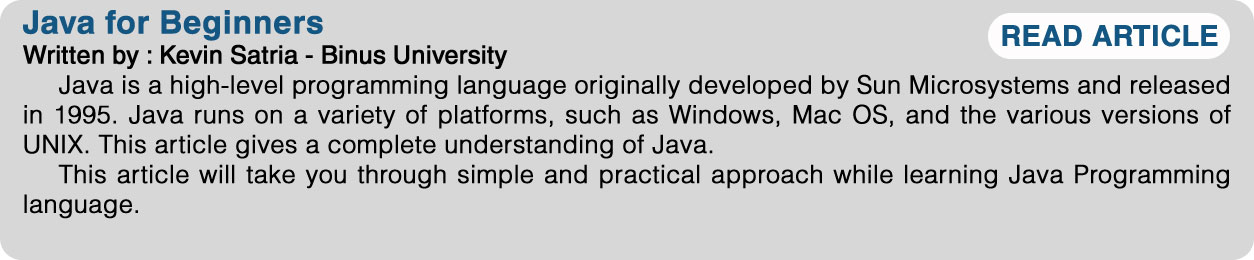 Java for Beginners
READ ARTICLE
Written by : Kevin Satria - Binus University
Java is a high-level programming language originally developed by Sun Microsystems and released
in 1995. Java runs on a variety of platforms, such as Windows, Mac OS, and the various versions of
UNIX. This article gives a complete understanding of Java.
This article will take you through simple and practical approach while learning Java Programming
language.